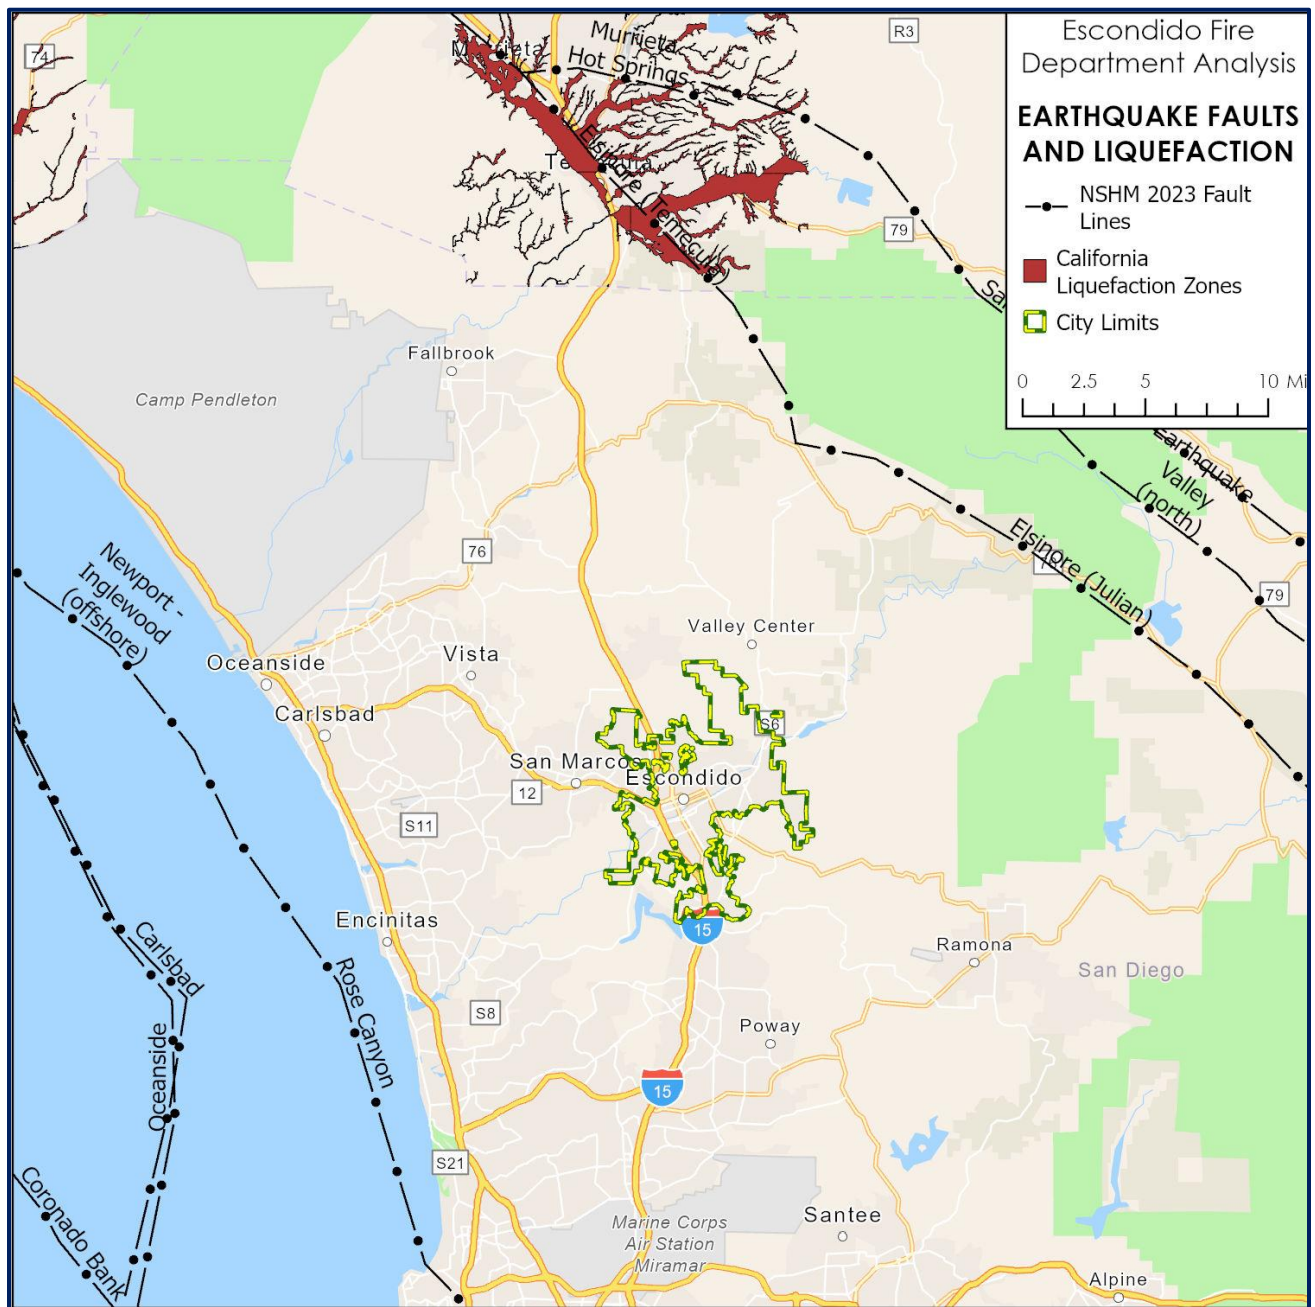 Escondido Fire
Department Analysis
EARTHQUAKE FAULTS
AND LIQUEFACTION
NSHM 2023 Fault
Lines
California
Liquefaction Zones
City Limits
0 2.5 5 10 Mi
74
R3
Murrieta
Murrieta
Hot Springs
Elsinore (Temecula)
79
Fallbrook
Camp Pendleton
Earthquake
Valley
(north)
76
Elsinore (Julian)
79
Newport -
Inglewood
(offshore)
Valley Center
Oceanside
Vista
Carlsbad
S6
San Marcos
Escondido
12
S11
Encinitas
15
Ramona
San Diego
Carlsbad
Rose Canyon
S8
Oceanside
Poway
15
S21
Coronado Bank
Marine Corps
Air Station
Miramar
Santee
Alpine